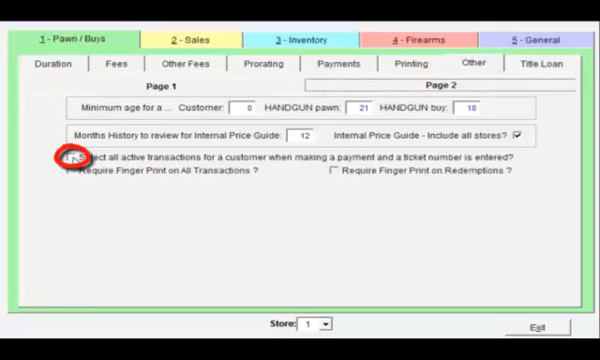 1 - Pawn / Buys 2 - Sales 3 - Inventory 4 - Firearms 5 - General
Duration Fees Other Fees Prorating Payments Printing Other Title Loan
Page 1 Page 2
Minimum age for a ... Customer: 0 HANDGUN pawn: 21 HANDGUN buy: 18
Months History to review for Internal Price Guide: 12 Internal Price Guide - Include all stores?
Select all active transactions for a customer when making a payment and a ticket number is entered?
Require Finger Print on All Transactions ? Require Finger Print on Redemptions ?
Store: 1 Exit